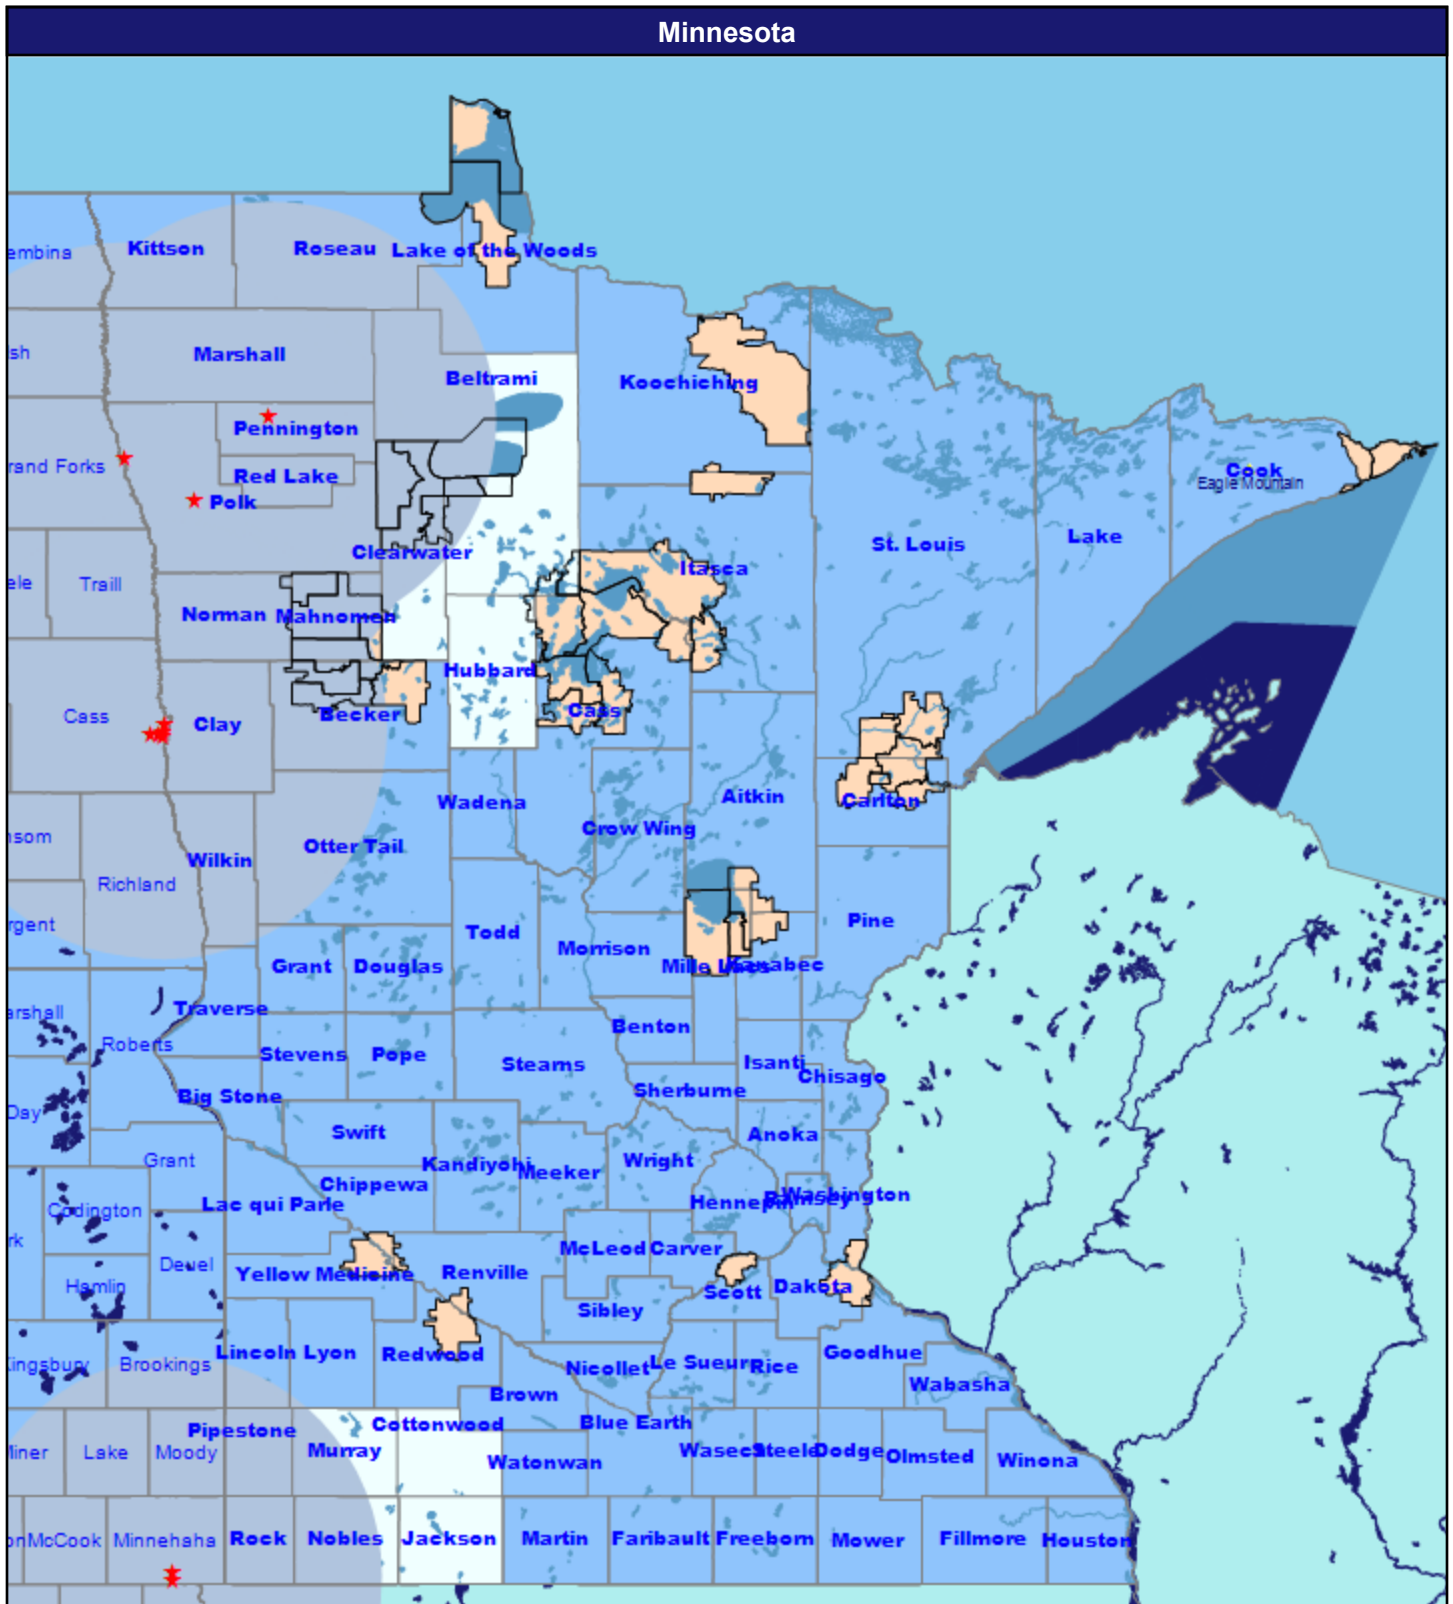 Minnesota
Kittson
Roseau
Lake of the Woods
embina
sh
Marshall
Beltrami
Koochiching
Pennington
rand Forks
Red Lake
Polk
Cook
Eagle Mountain
Clearwater
St. Louis
Lake
Itasca
ele
Traill
Norman
Mahnomen
Hubbard
Cass
Clay
Becker
Cass
Wadena
Aitkin
Carlton
nsom
Crow Wing
Otter Tail
Wilkin
Richland
rgent
Todd
Morrison
Pine
Grant
Douglas
Mille Lacs
Kanabec
arshall
Traverse
Roberts
Benton
Stevens
Pope
Stearns
Isanti
Chisago
Big Stone
Sherburne
Day
Swift
Anoka
Grant
Kandiyohi
Meeker
Wright
Chippewa
Lac qui Parle
Hennepin
Ramsey
Washington
Codington
rk
McLeod
Carver
Deuel
Yellow Medicine
Renville
Hamlin
Scott
Dakota
Sibley
Kingsbury
Brookings
Lincoln
Lyon
Redwood
Nicollet
Le Sueur
Rice
Goodhue
Brown
Wabasha
Pipestone
Cottonwood
Blue Earth
Miner
Lake
Moody
Murray
Watonwan
Waseca
Steele
Dodge
Olmsted
Winona
on
McCook
Minnehaha
Rock
Nobles
Jackson
Martin
Faribault
Freeborn
Mower
Fillmore
Houston